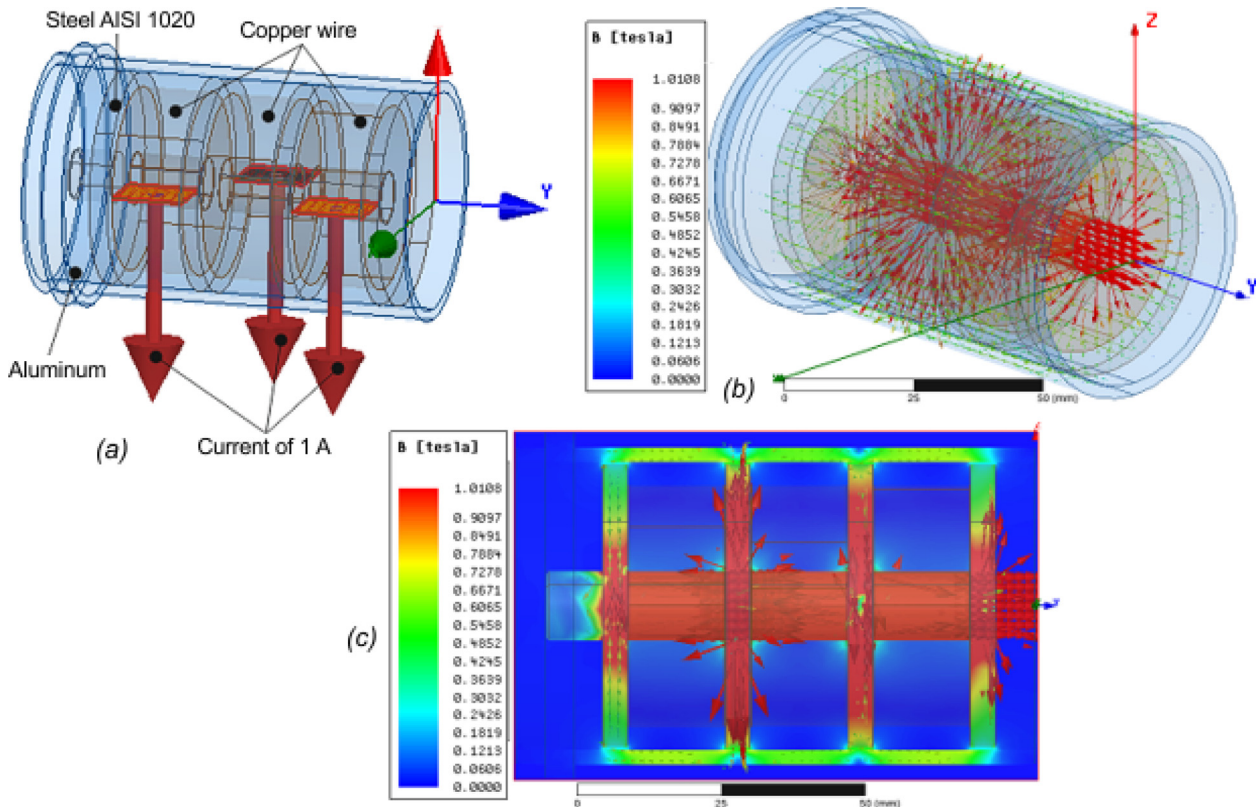 Steel AISI 1020
Copper wire
Y
Aluminum
Current of 1 A
(a)
B [tesla]
1.0108
0.9097
0.8491
0.7884
0.7278
0.6671
0.6065
0.5458
0.4852
0.4245
0.3639
0.3032
0.2426
0.1819
0.1213
0.0606
0.0000
Z
Y
0 25 50 (mm)
(b)
B [tesla]
1.0108
0.9097
0.8491
0.7884
0.7278
0.6671
0.6065
0.5458
0.4852
0.4245
0.3639
0.3032
0.2426
0.1819
0.1213
0.0606
0.0000
(c)
0 25 50 (mm)